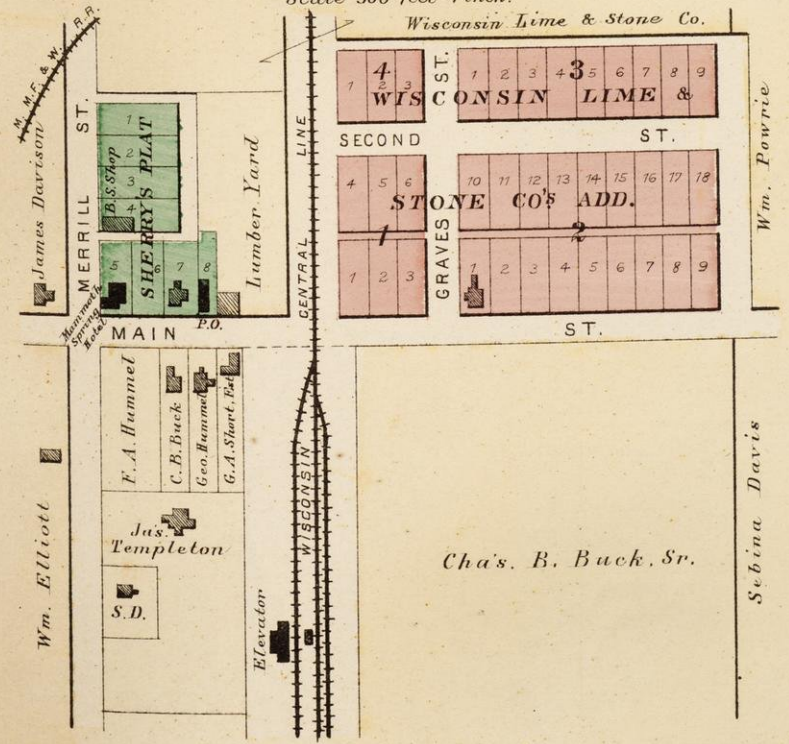 Scale 300 feet 1 inch.
Wisconsin Lime & Stone Co.
M. M. F. & W. R.R.
James Davison
MERRILL ST.
1
2
3
4
B.S. Shop
SHERRY'S PLAT
5 6 7 8
Mammoth Spring Hotel
P.O.
Lumber Yard
CENTRAL LINE
4 3
1 2 3
1 2 3 4 5 6 7 8 9
WISCONSIN LIME &
GRAVES ST.
SECOND ST.
4 5 6
10 11 12 13 14 15 16 17 18
STONE CO'S ADD.
1 2
1 2 3
1 2 3 4 5 6 7 8 9
Wm. Powrie
MAIN ST.
F. A. Hummel
C. B. Buck
Geo. Hummel
G. A. Short, Est
WISCONSIN
Wm. Elliott
Jas. Templeton
S.D.
Elevator
Cha's. B. Buck, Sr.
Sebina Davis